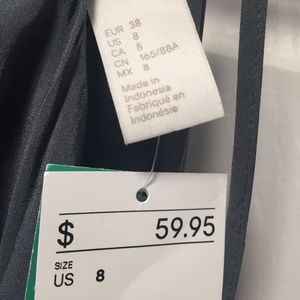 EUR 38
US 8
CA 8
CN 165/88A
MX 8
Made in
Indonesia
Fabriqué en
Indonésie
$ 59.95
SIZE
US 8